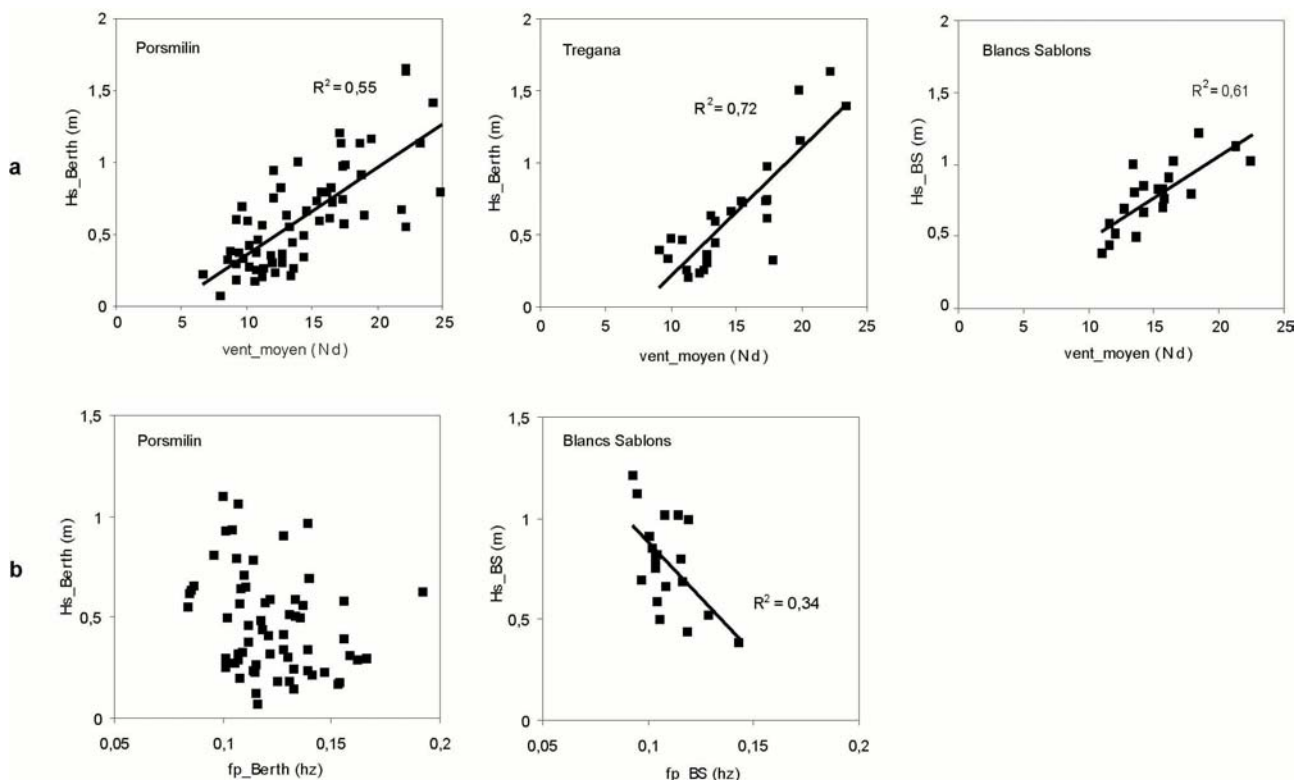 a
Porsmilin
R² = 0,55
Hs_Berth (m)
2
1,5
1
0,5
0
0 5 10 15 20 25
vent_moyen (Nd)
Tregana
R² = 0,72
Hs_Berth (m)
2
1,5
1
0,5
0
0 5 10 15 20 25
vent_moyen (Nd)
Blancs Sablons
R² = 0,61
Hs_BS (m)
2
1,5
1
0,5
0
0 5 10 15 20 25
vent_moyen (Nd)
b
Porsmilin
Hs_Berth (m)
1,5
1
0,5
0
0,05 0,1 0,15 0,2
fp_Berth (hz)
Blancs Sablons
R² = 0,34
Hs_BS (m)
1,5
1
0,5
0
0,05 0,1 0,15 0,2
fp_BS (hz)